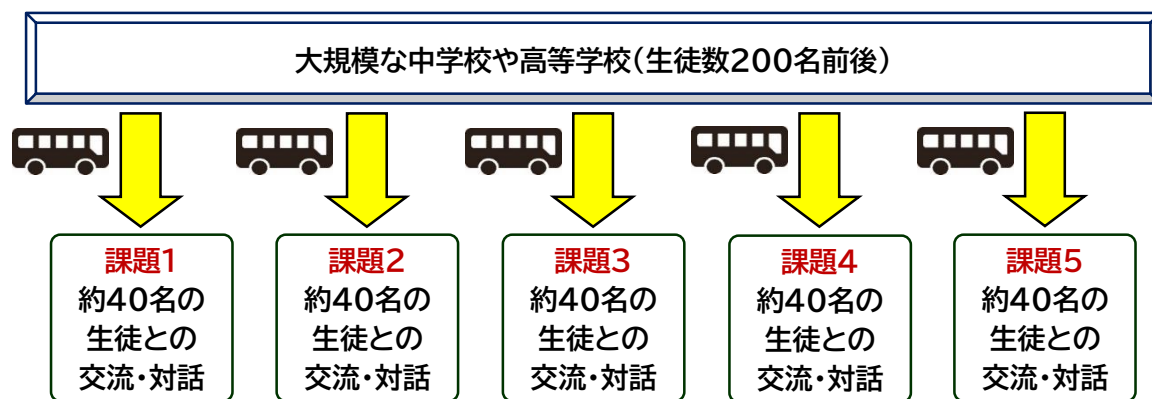 大規模な中学校や高等学校(生徒数200名前後)
課題1
約40名の
生徒との
交流・対話
課題2
約40名の
生徒との
交流・対話
課題3
約40名の
生徒との
交流・対話
課題4
約40名の
生徒との
交流・対話
課題5
約40名の
生徒との
交流・対話